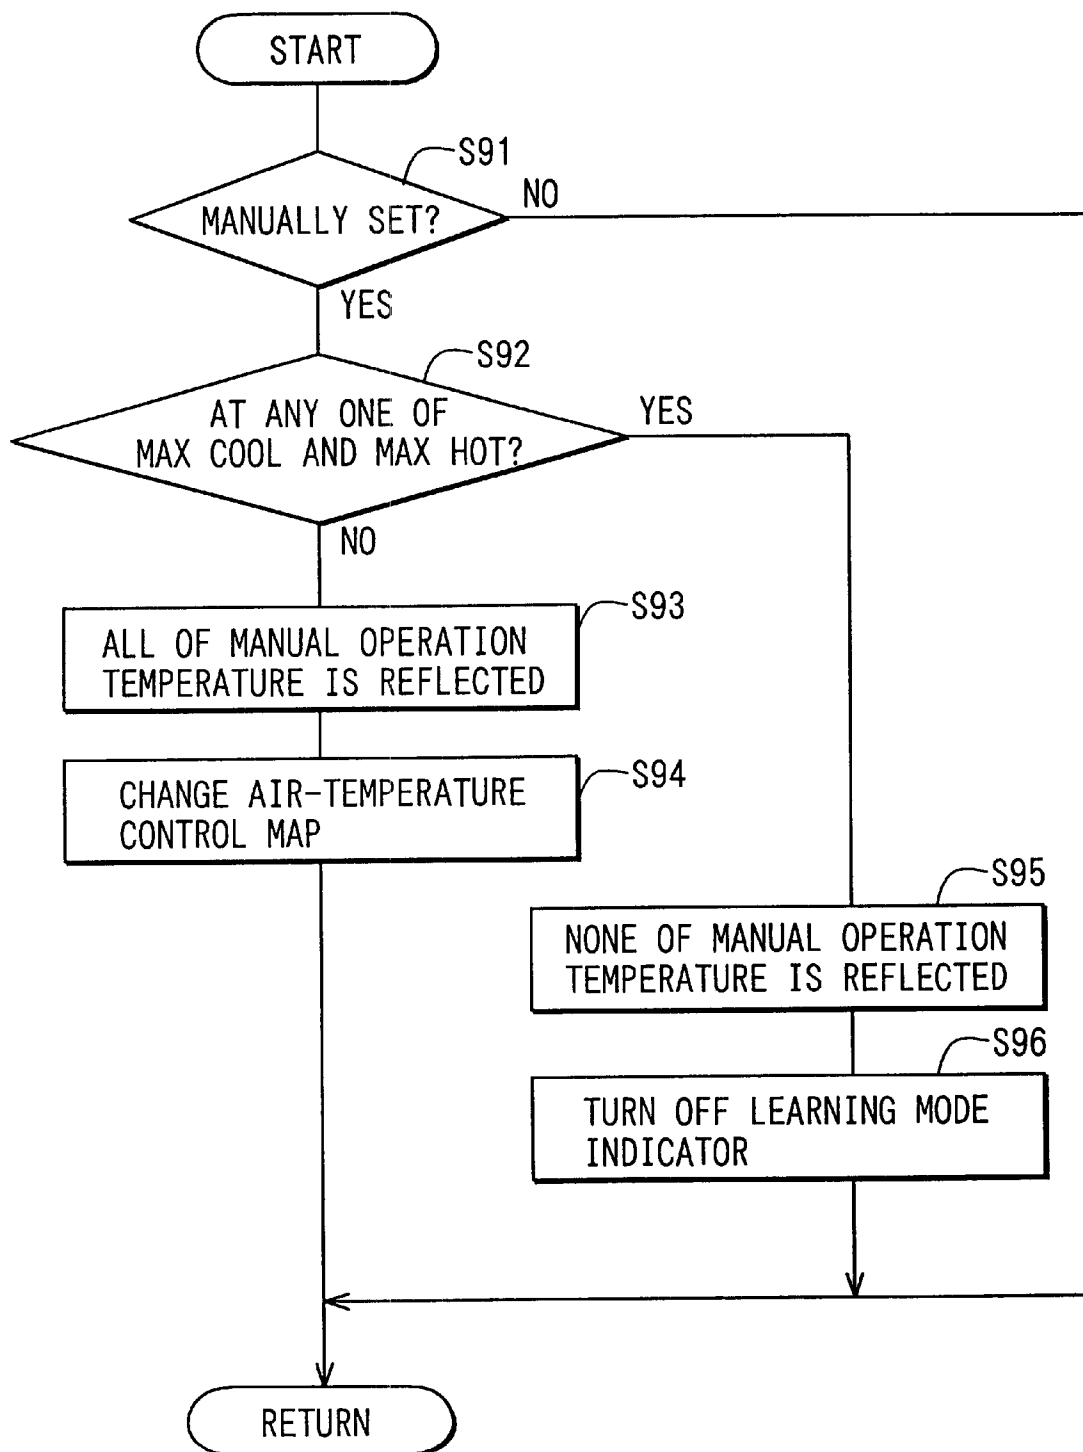 START
S91
NO
MANUALLY SET?
YES
S92
AT ANY ONE OF
MAX COOL AND MAX HOT?
YES
NO
S93
ALL OF MANUAL OPERATION
TEMPERATURE IS REFLECTED
S94
CHANGE AIR-TEMPERATURE
CONTROL MAP
S95
NONE OF MANUAL OPERATION
TEMPERATURE IS REFLECTED
S96
TURN OFF LEARNING MODE
INDICATOR
RETURN